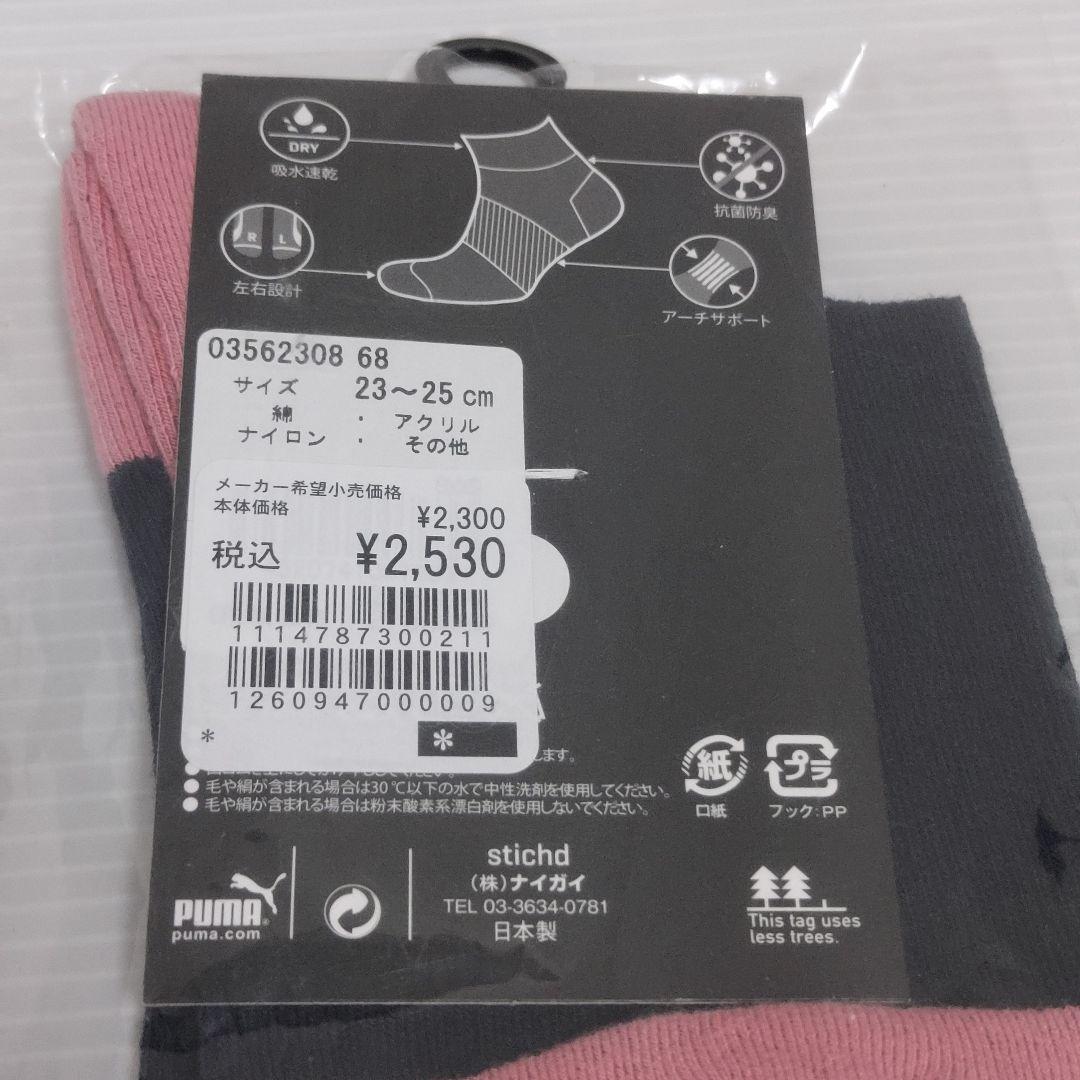 DRY
吸水速乾
抗菌防臭
R L
左右設計
アーチサポート
03562308 68
サイズ 23～25 cm
綿 ・ アクリル
ナイロン ・ その他
メーカー希望小売価格
本体価格 ¥2,300
税込 ¥2,530
1114787300211
1260947000009
* *
します。
毛や絹が含まれる場合は30℃以下の水で中性洗剤を使用してください。
毛や絹が含まれる場合は粉末酸素系漂白剤を使用しないでください。
紙 プラ
口紙 フック:PP
stichd
(株)ナイガイ
TEL 03-3634-0781
日本製
PUMA®
puma.com
This tag uses
less trees.